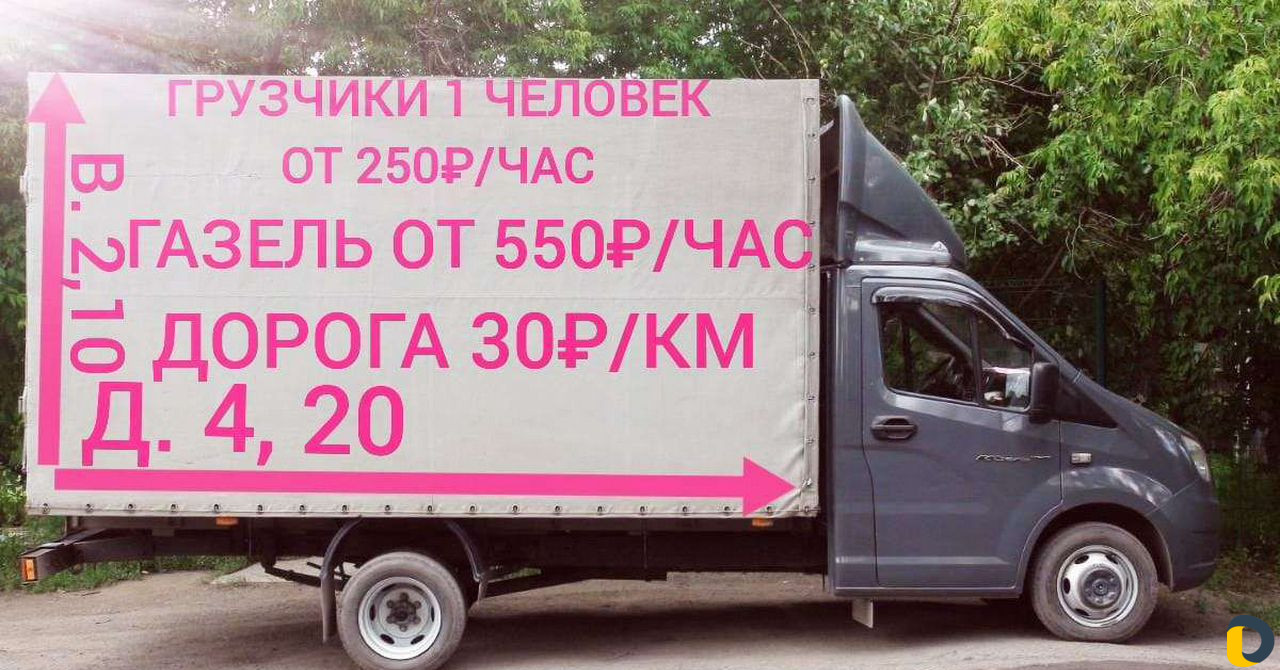 ГРУЗЧИКИ 1 ЧЕЛОВЕК
ОТ 250₽/ЧАС
В. 2,10
ГАЗЕЛЬ ОТ 550₽/ЧАС
ДОРОГА 30₽/КМ
Д. 4, 20